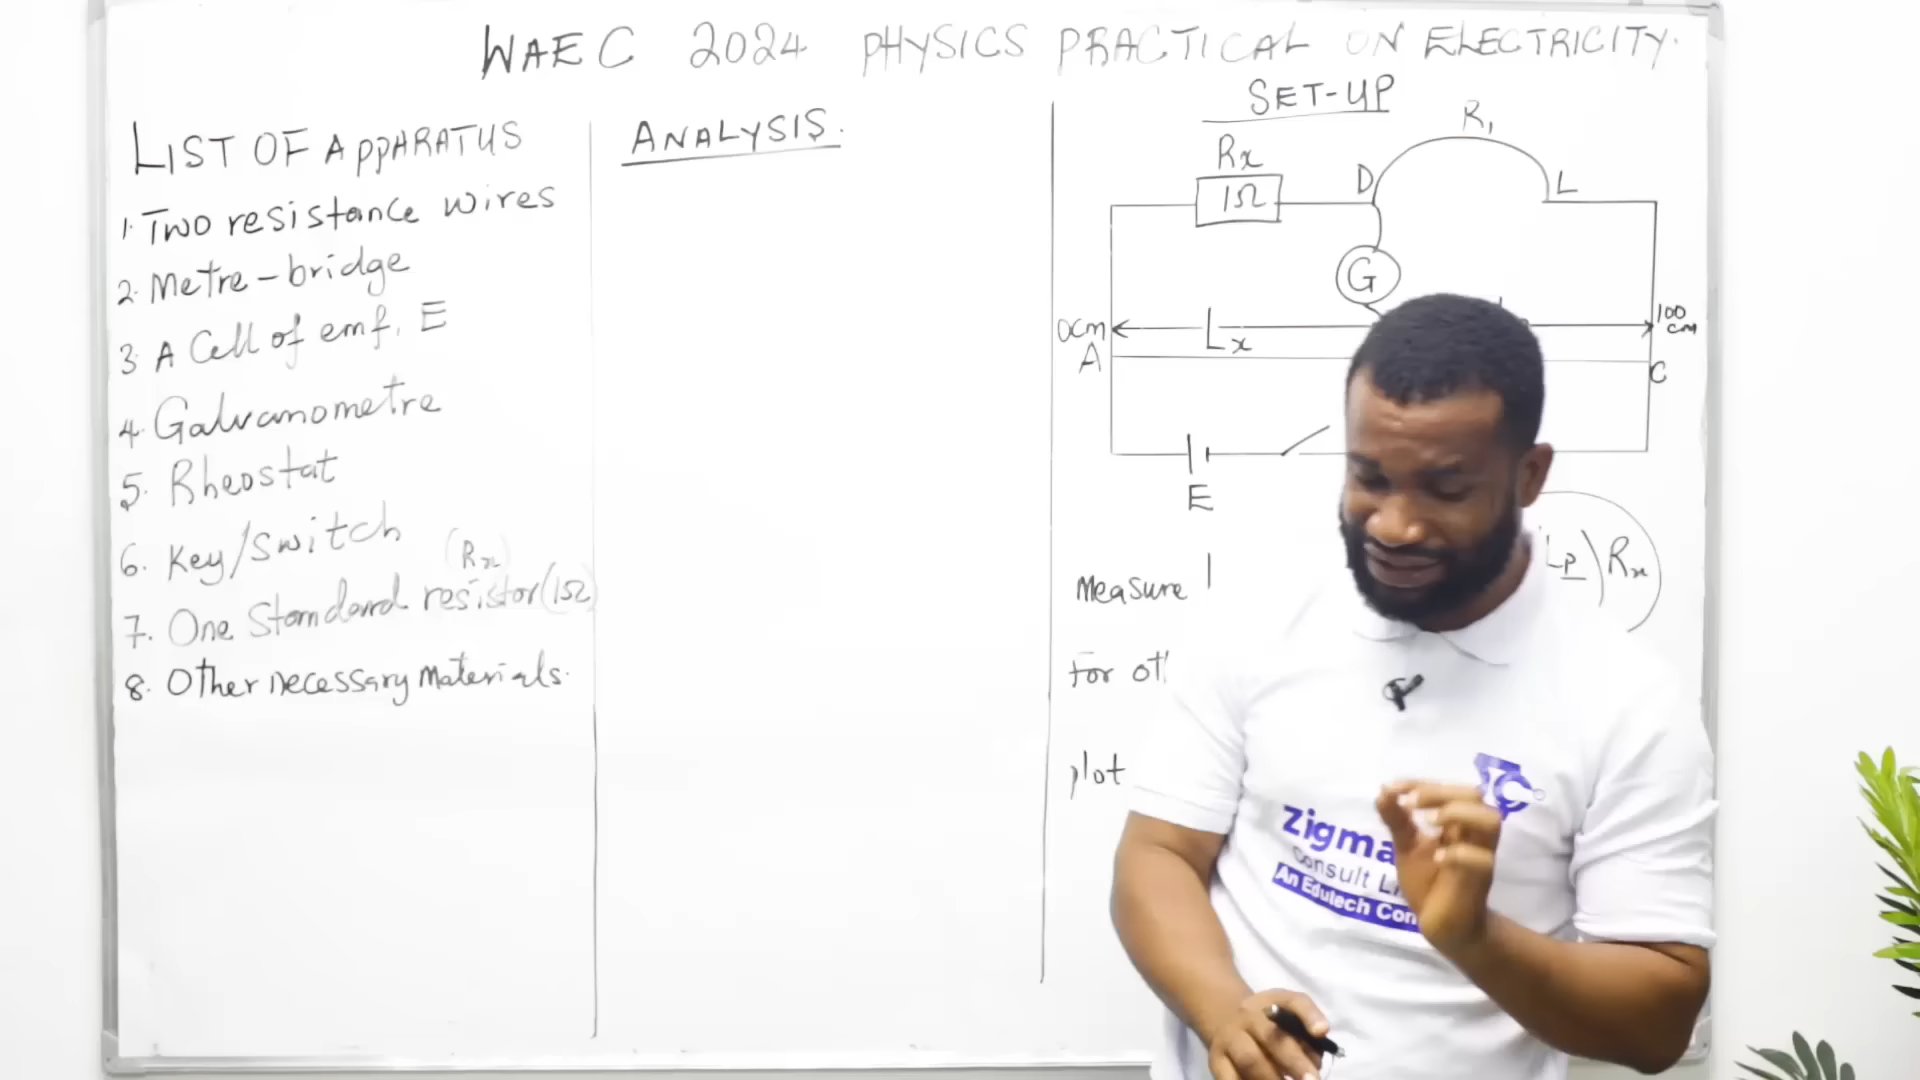 WAEC 2024 PHYSICS PRACTICAL ON ELECTRICITY.
LIST OF APPARATUS
1. Two resistance wires
2. Metre-bridge
3. A Cell of emf, E
4. Galvanometre
5. Rheostat
6. Key/Switch
(Rx)
7. One Standard resistor (1Ω)
8. Other necessary materials.
ANALYSIS.
SET-UP
R1
Rx
1Ω
D
L
G
0cm
Lx
100 cm
A
C
E
Lp
Rx
Measure
For
plot
Zigma
Consult
An Edutech